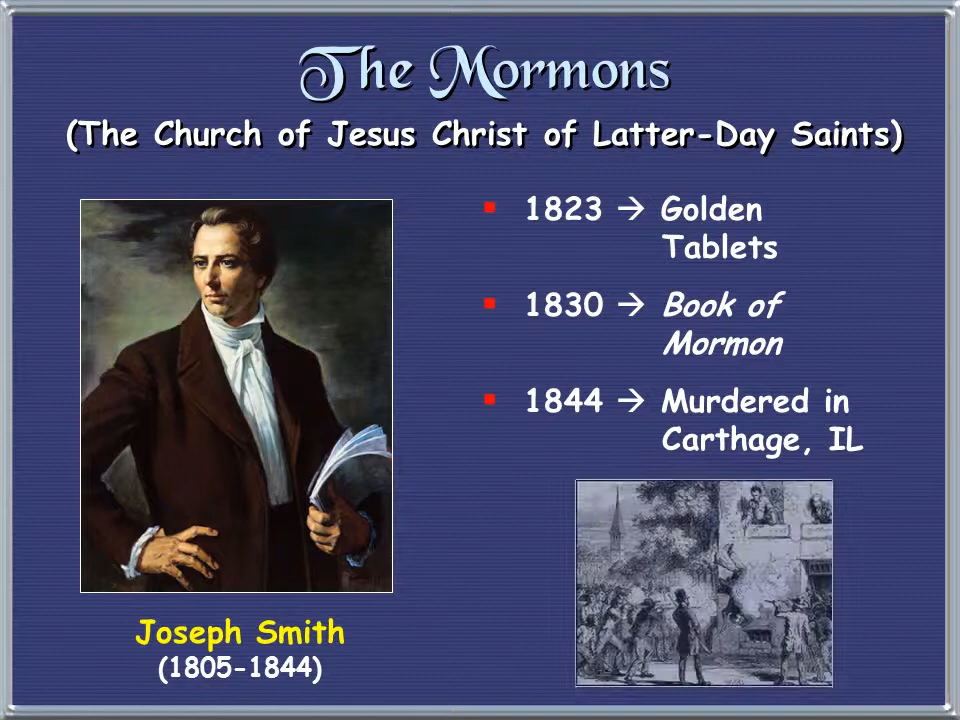 The Mormons
(The Church of Jesus Christ of Latter-Day Saints)
1823 → Golden
Tablets
1830 → Book of
Mormon
1844 → Murdered in
Carthage, IL
Joseph Smith
(1805-1844)